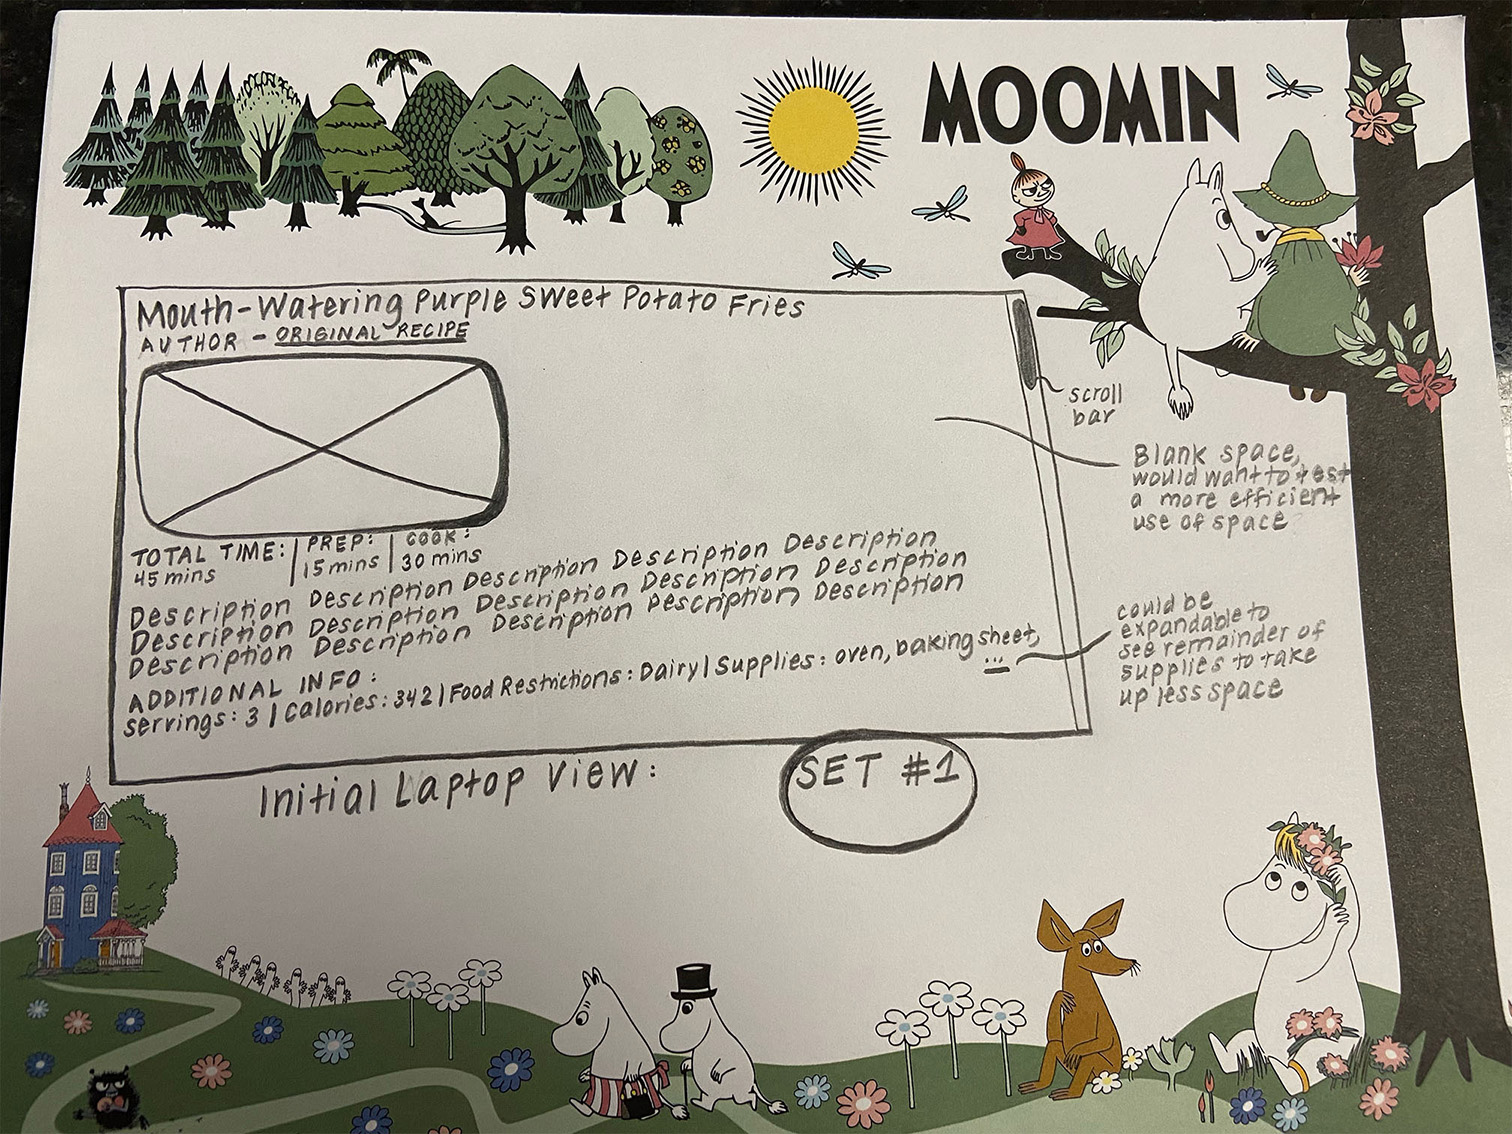 MOOMIN
Mouth-Watering Purple Sweet Potato Fries
AUTHOR - ORIGINAL RECIPE
scroll
bar
Blank space,
would want to test
a more efficient
use of space
TOTAL TIME: | PREP: | COOK:
45 mins | 15 mins | 30 mins
Description Description Description Description Description
Description Description Description Description Description
Description Description Description Description Description
ADDITIONAL INFO:
servings: 3 | Calories: 342 | Food Restrictions: Dairy | Supplies: oven, baking sheet,
...
could be
expandable to
see remainder of
supplies to take
up less space
Initial Laptop View:
SET #1